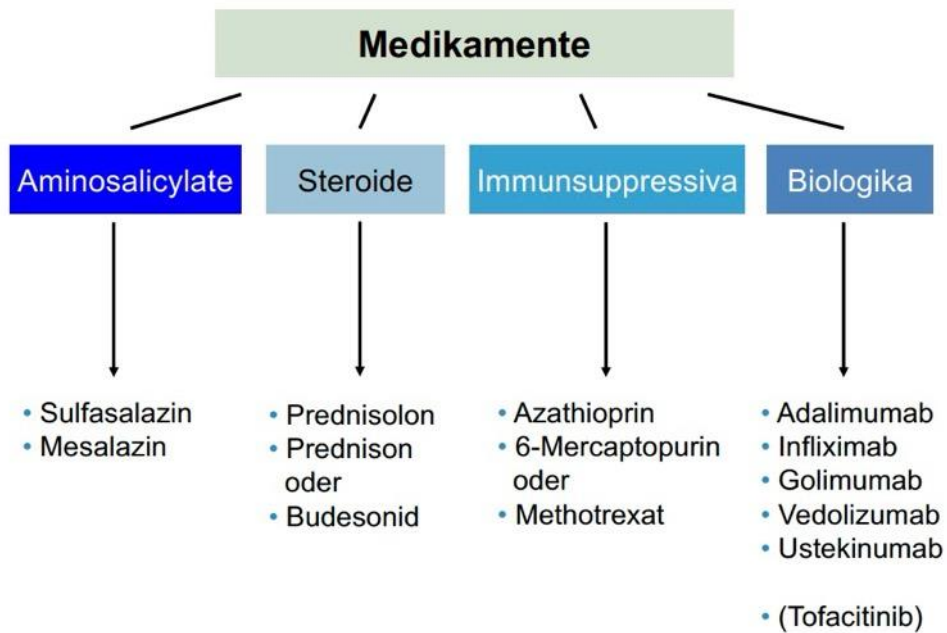 Medikamente
Aminosalicylate
Steroide
Immunsuppressiva
Biologika
• Sulfasalazin
• Mesalazin
• Prednisolon
• Prednison
oder
• Budesonid
• Azathioprin
• 6-Mercaptopurin
oder
• Methotrexat
• Adalimumab
• Infliximab
• Golimumab
• Vedolizumab
• Ustekinumab
• (Tofacitinib)